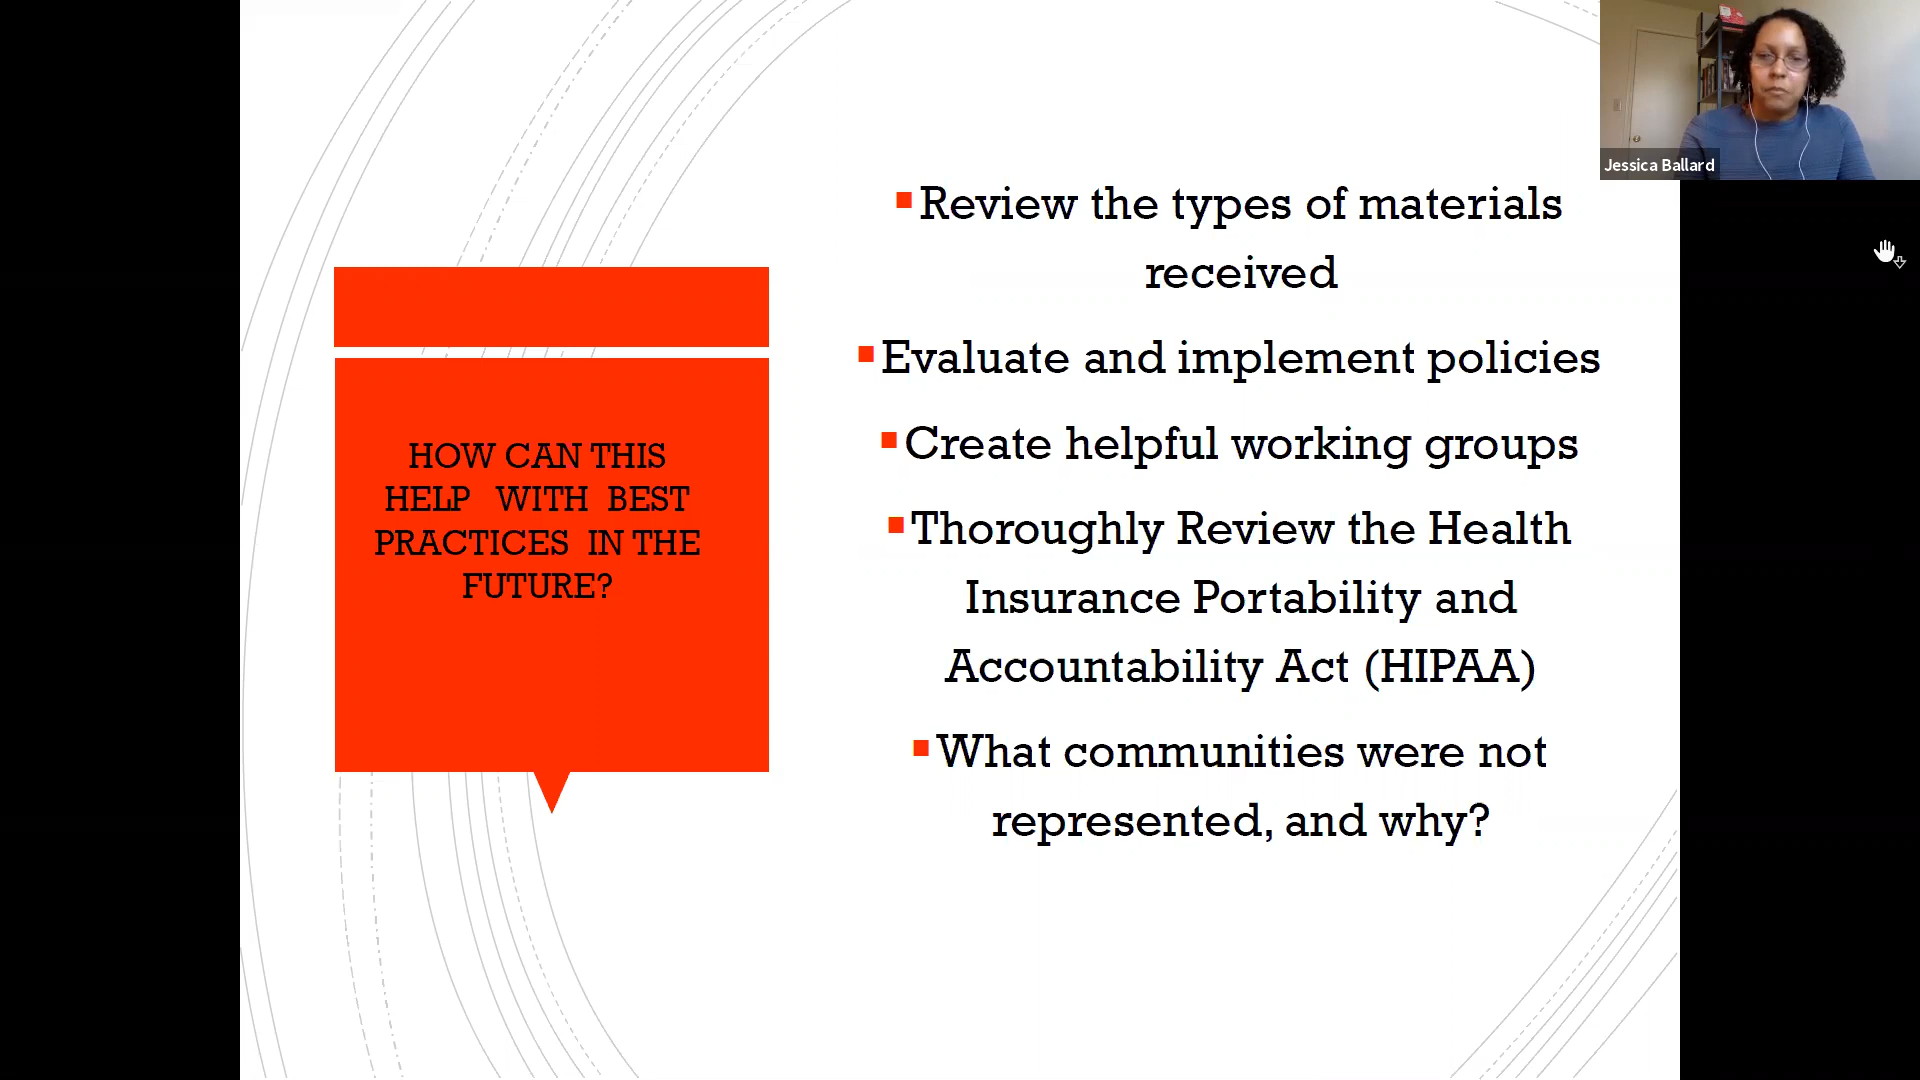 Jessica Ballard
HOW CAN THIS
HELP WITH BEST
PRACTICES IN THE
FUTURE?
Review the types of materials
received
Evaluate and implement policies
Create helpful working groups
Thoroughly Review the Health
Insurance Portability and
Accountability Act (HIPAA)
What communities were not
represented, and why?